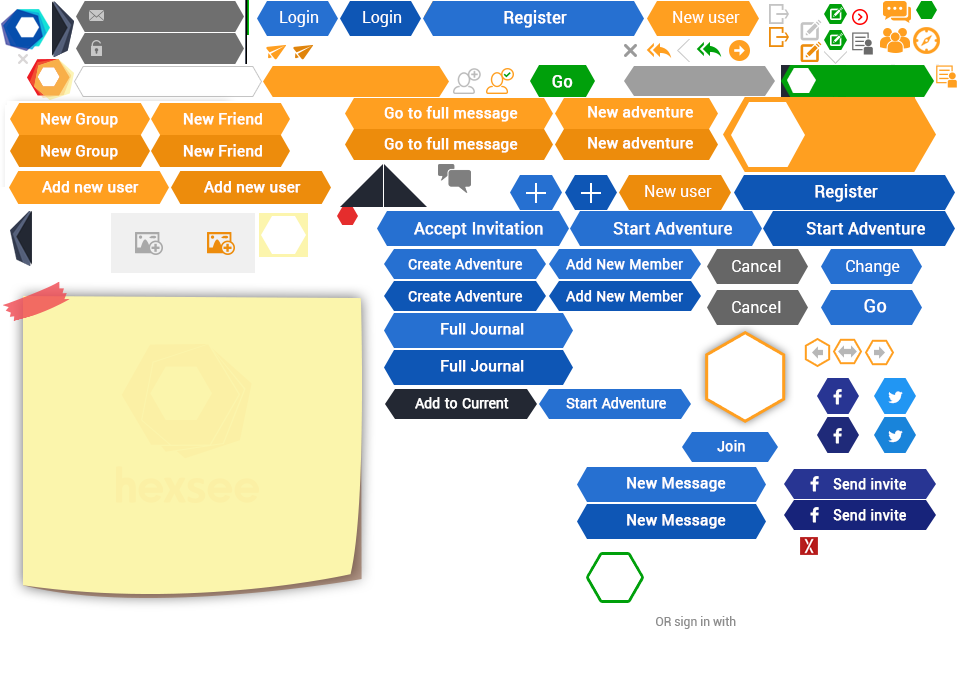 Login
Login
Register
New user
Go
New Group
New Friend
Go to full message
New adventure
New Group
New Friend
Go to full message
New adventure
Add new user
Add new user
New user
Register
Accept Invitation
Start Adventure
Start Adventure
Create Adventure
Add New Member
Cancel
Change
Create Adventure
Add New Member
Cancel
Go
Full Journal
Full Journal
Add to Current
Start Adventure
Join
hexsee
New Message
Send invite
New Message
Send invite
OR sign in with